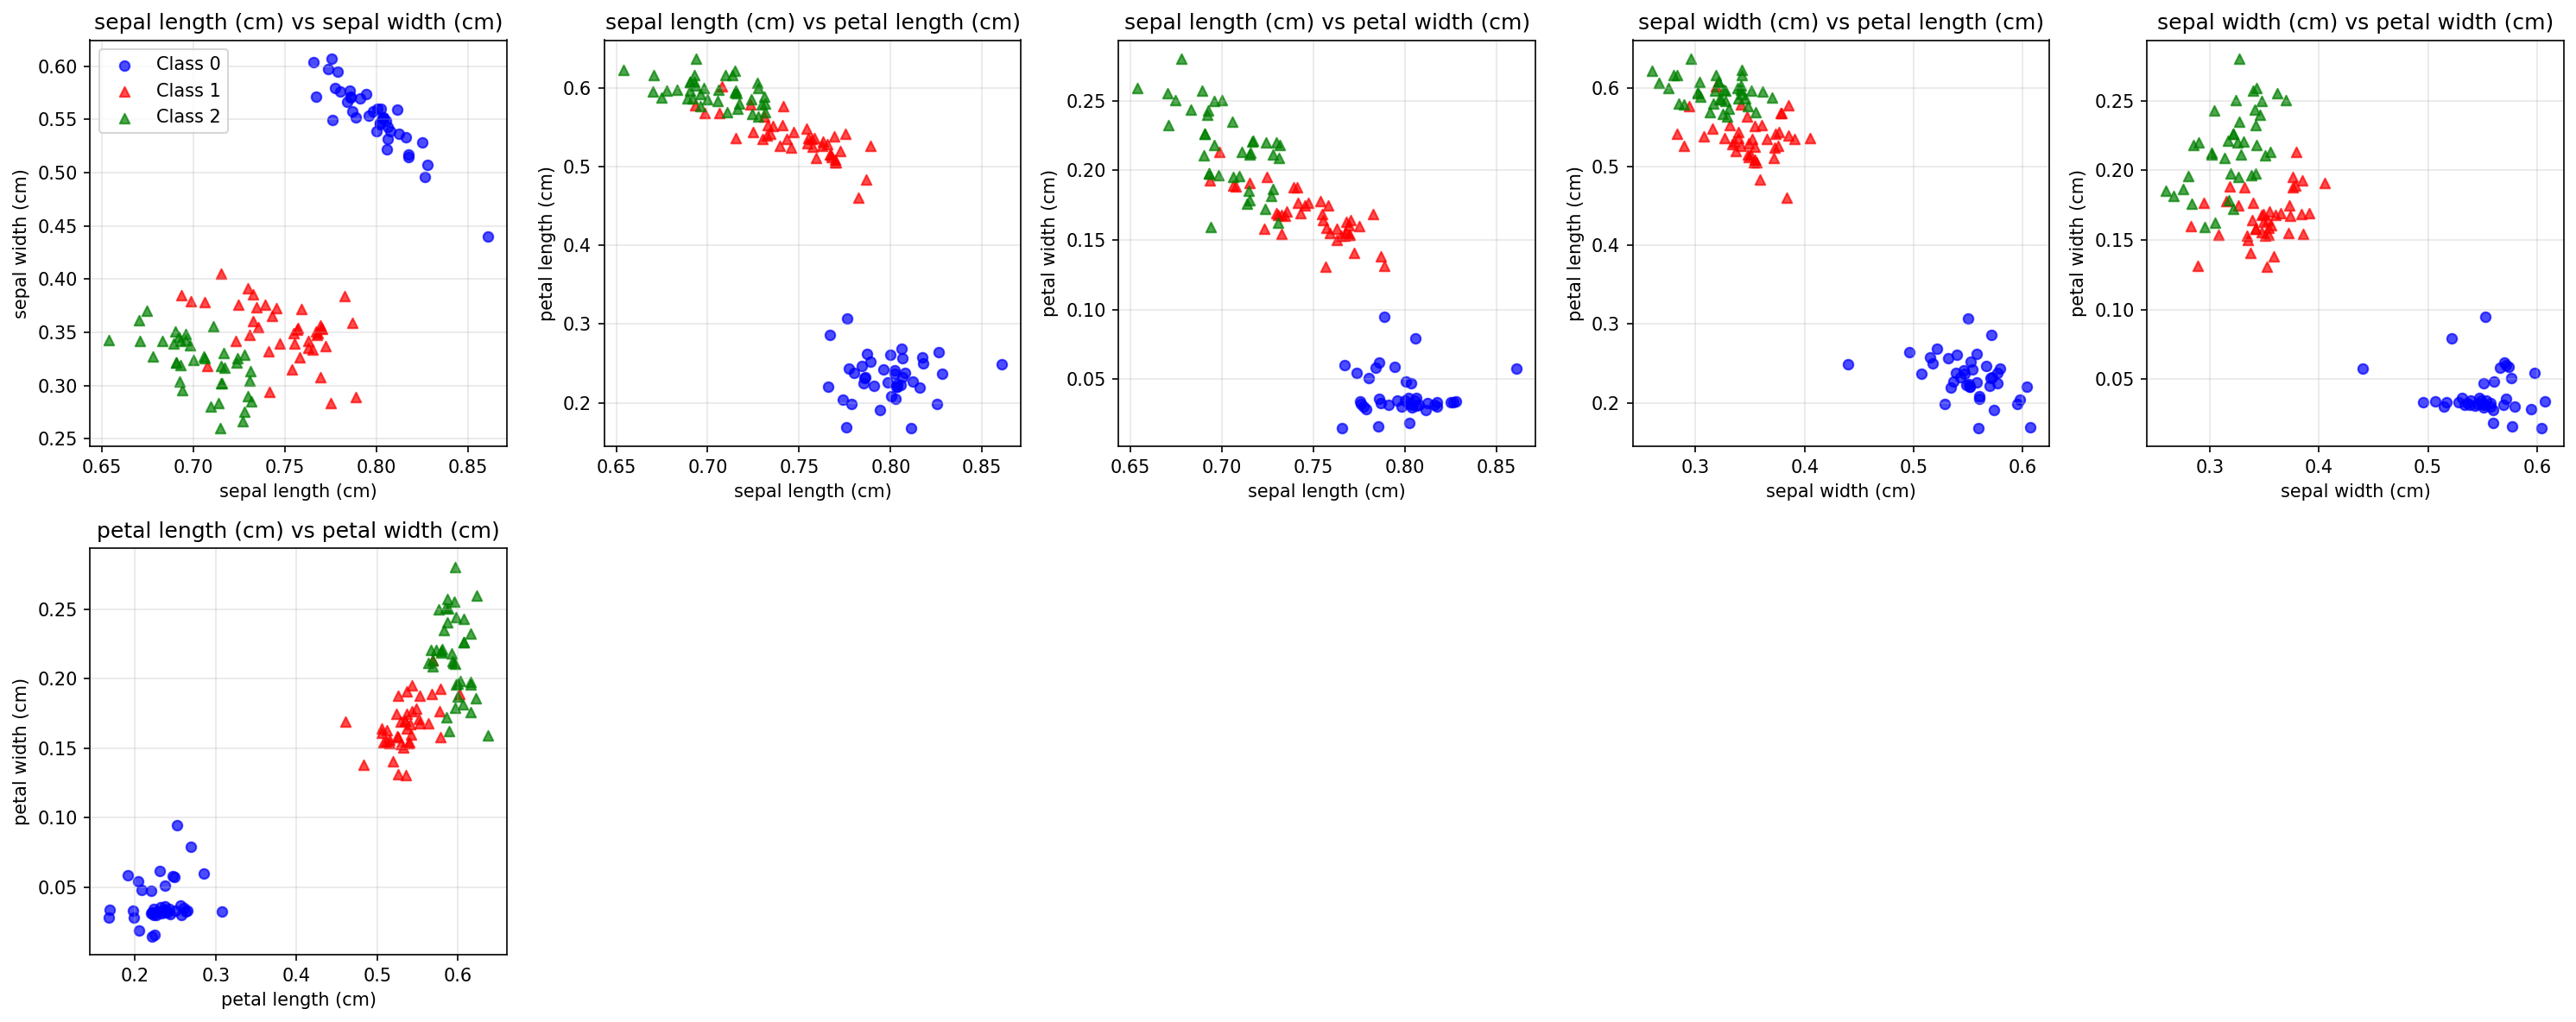 sepal length (cm) vs sepal width (cm)
0.60
0.55
0.50
0.45
0.40
0.35
0.30
0.25
sepal width (cm)
Class 0
Class 1
Class 2
0.65 0.70 0.75 0.80 0.85
sepal length (cm)
sepal length (cm) vs petal length (cm)
0.6
0.5
0.4
0.3
0.2
petal length (cm)
0.65 0.70 0.75 0.80 0.85
sepal length (cm)
sepal length (cm) vs petal width (cm)
0.25
0.20
0.15
0.10
0.05
petal width (cm)
0.65 0.70 0.75 0.80 0.85
sepal length (cm)
sepal width (cm) vs petal length (cm)
0.6
0.5
0.4
0.3
0.2
petal length (cm)
0.3 0.4 0.5 0.6
sepal width (cm)
sepal width (cm) vs petal width (cm)
0.25
0.20
0.15
0.10
0.05
petal width (cm)
0.3 0.4 0.5 0.6
sepal width (cm)
petal length (cm) vs petal width (cm)
0.25
0.20
0.15
0.10
0.05
petal width (cm)
0.2 0.3 0.4 0.5 0.6
petal length (cm)